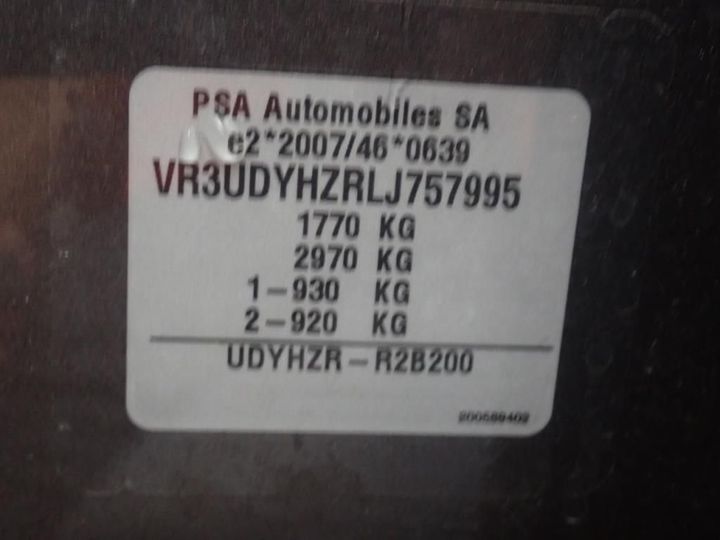 PSA Automobiles SA
e2*2007/46*0639
VR3UDYHZRLJ757995
1770 KG
2970 KG
1-930 KG
2-920 KG
UDYHZR-R2B200